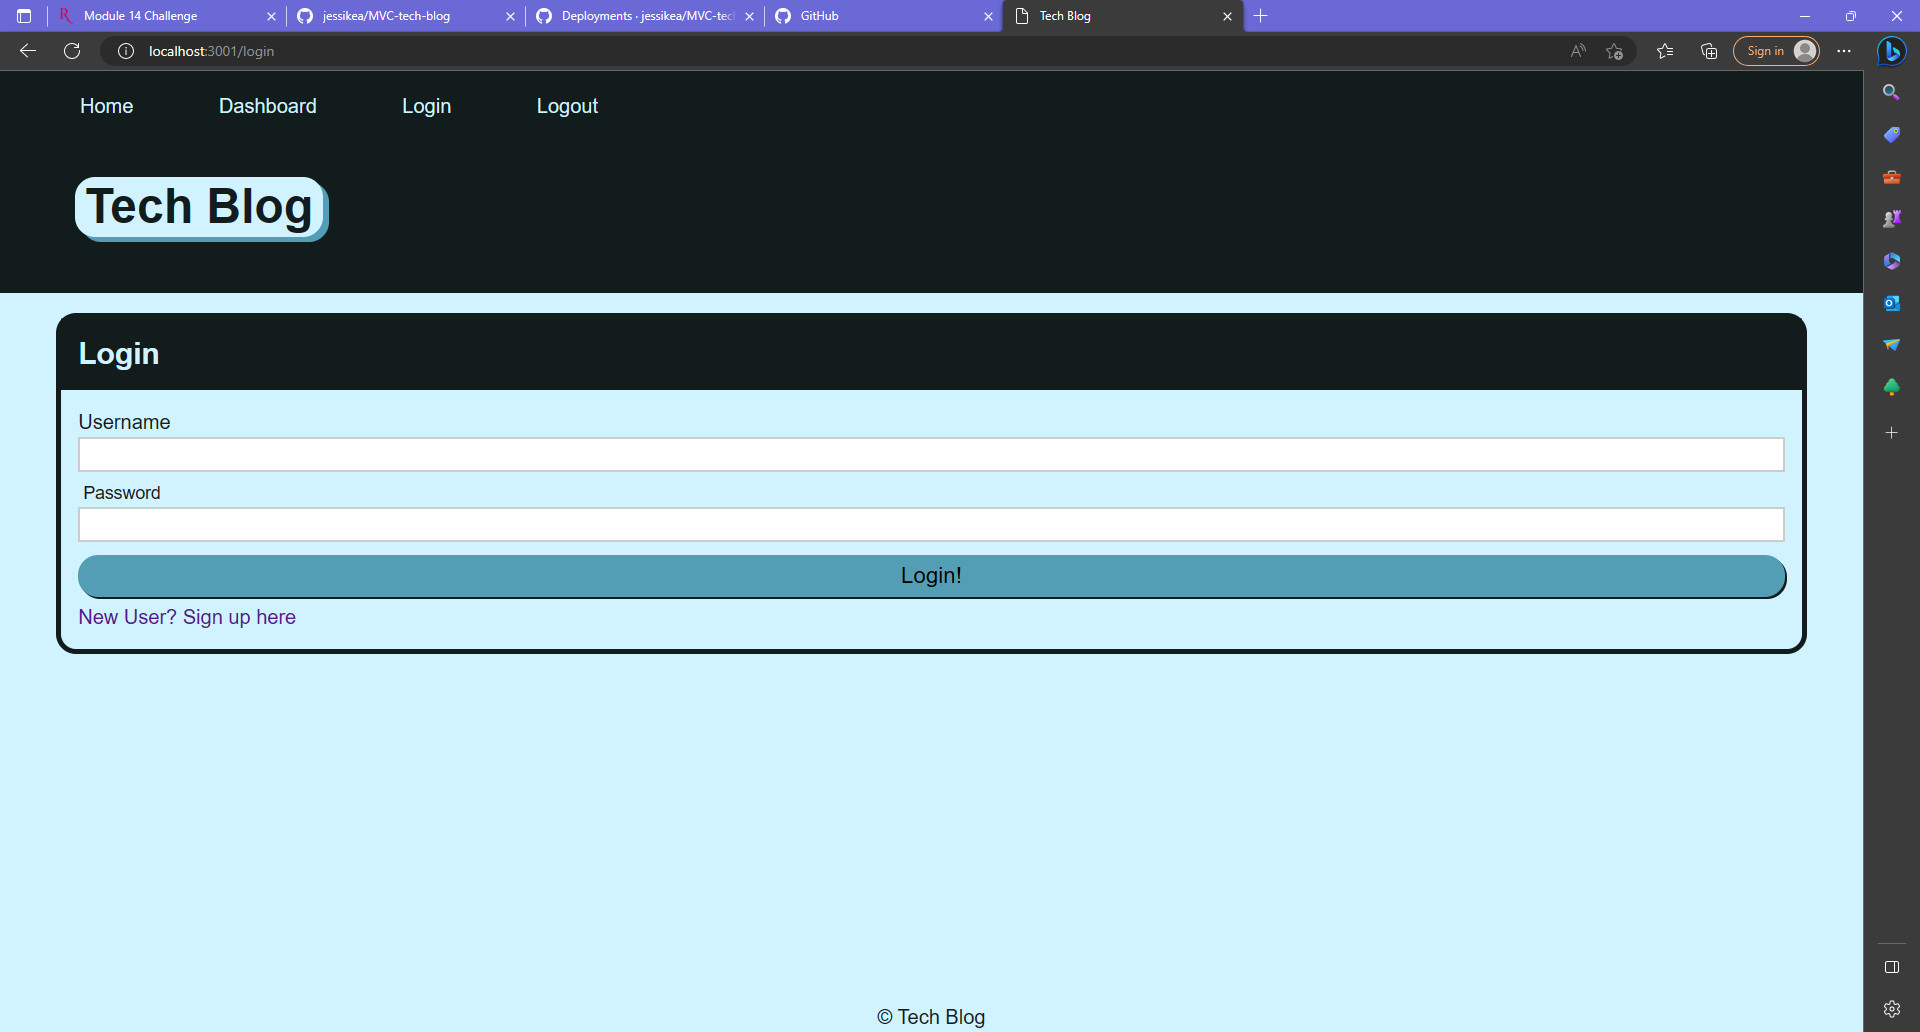 Module 14 Challenge
jessikea/MVC-tech-blog
Deployments · jessikea/MVC-tec
GitHub
Tech Blog
localhost:3001/login
Sign in
Home
Dashboard
Login
Logout
Tech Blog
Login
Username
Password
Login!
New User? Sign up here
© Tech Blog